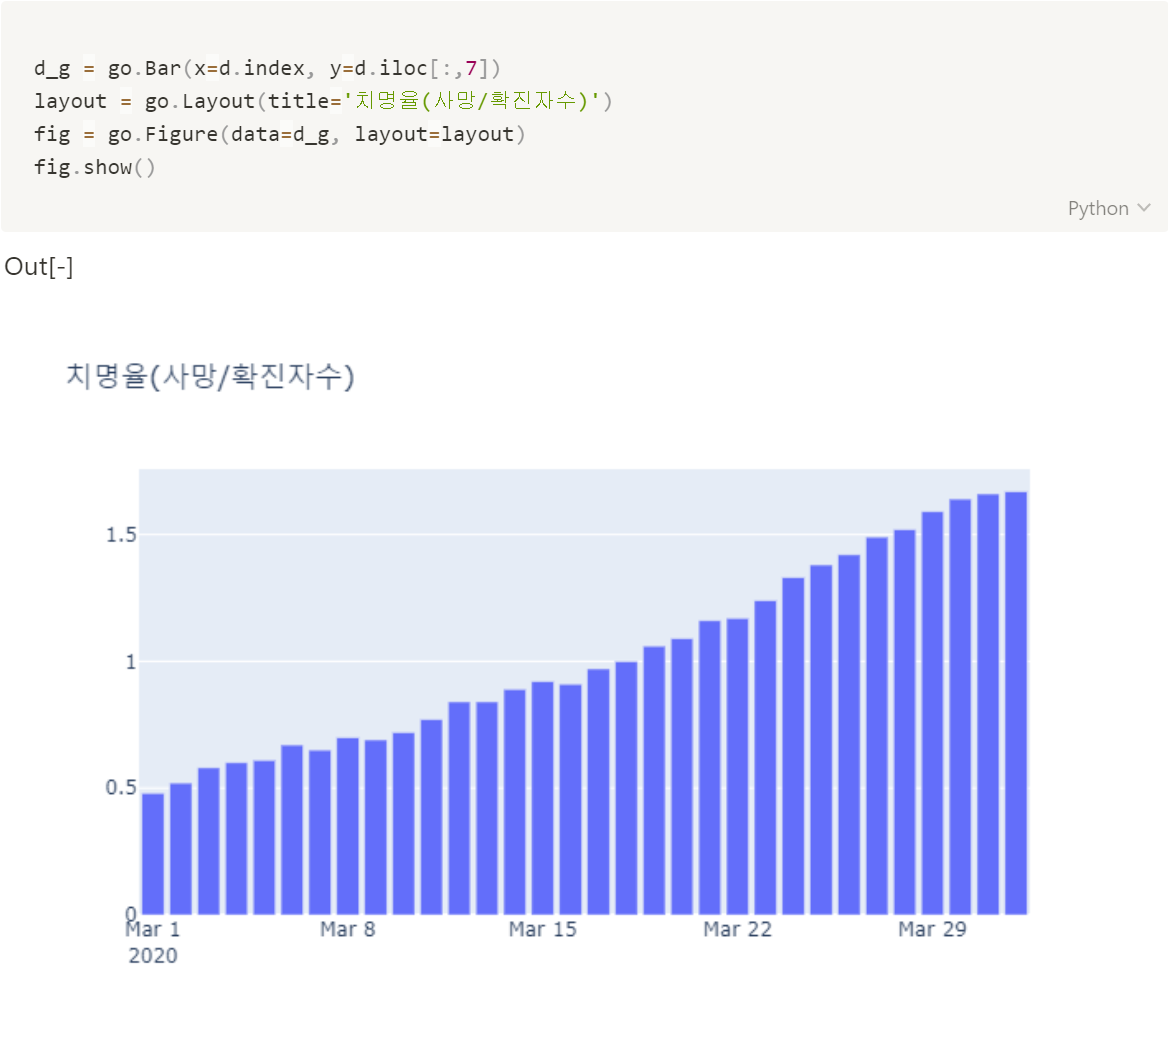 d_g = go.Bar(x=d.index, y=d.iloc[:,7])
layout = go.Layout(title='치명율(사망/확진자수)')
fig = go.Figure(data=d_g, layout=layout)
fig.show()
Python
Out[-]
치명율(사망/확진자수)
1.5
1
0.5
0
Mar 1 Mar 8 Mar 15 Mar 22 Mar 29
2020